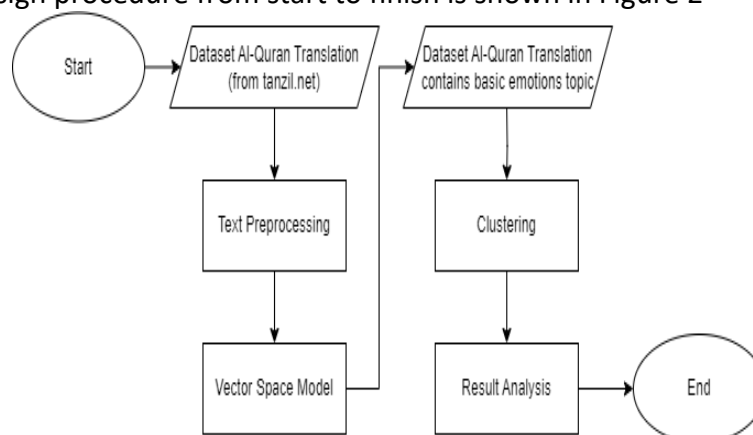 sign procedure from start to finish is shown in Figure 2
Start
Dataset Al-Quran Translation
(from tanzil.net)
Text Preprocessing
Vector Space Model
Dataset Al-Quran Translation
contains basic emotions topic
Clustering
Result Analysis
End